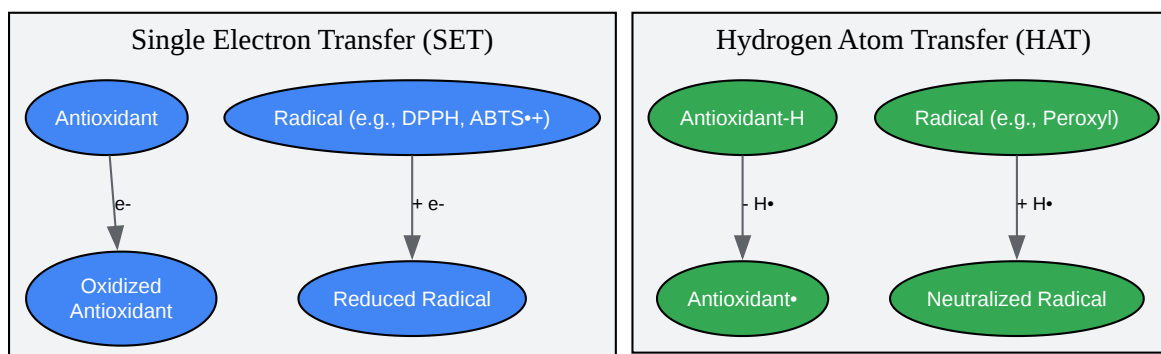 Single Electron Transfer (SET)
Antioxidant
Radical (e.g., DPPH, ABTS•+)
e-
+ e-
Oxidized
Antioxidant
Reduced Radical
Hydrogen Atom Transfer (HAT)
Antioxidant-H
Radical (e.g., Peroxyl)
- H•
+ H•
Antioxidant•
Neutralized Radical